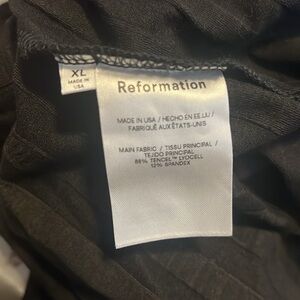 XL
MADE IN
USA
Reformation
MADE IN USA / HECHO EN EE.UU /
FABRIQUÉ AUX ÉTATS-UNIS
MAIN FABRIC / TISSU PRINCIPAL /
TEJIDO PRINCIPAL
88% TENCEL™ LYOCELL
12% SPANDEX